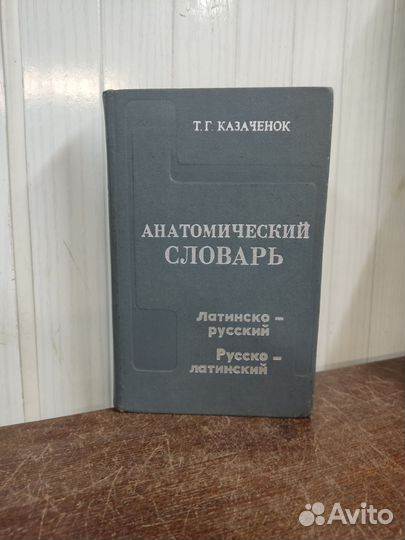 Т.Г. КАЗАЧЕНОК
АНАТОМИЧЕСКИЙ
СЛОВАРЬ
Латинско -
русский
Русско -
латинский
Avito